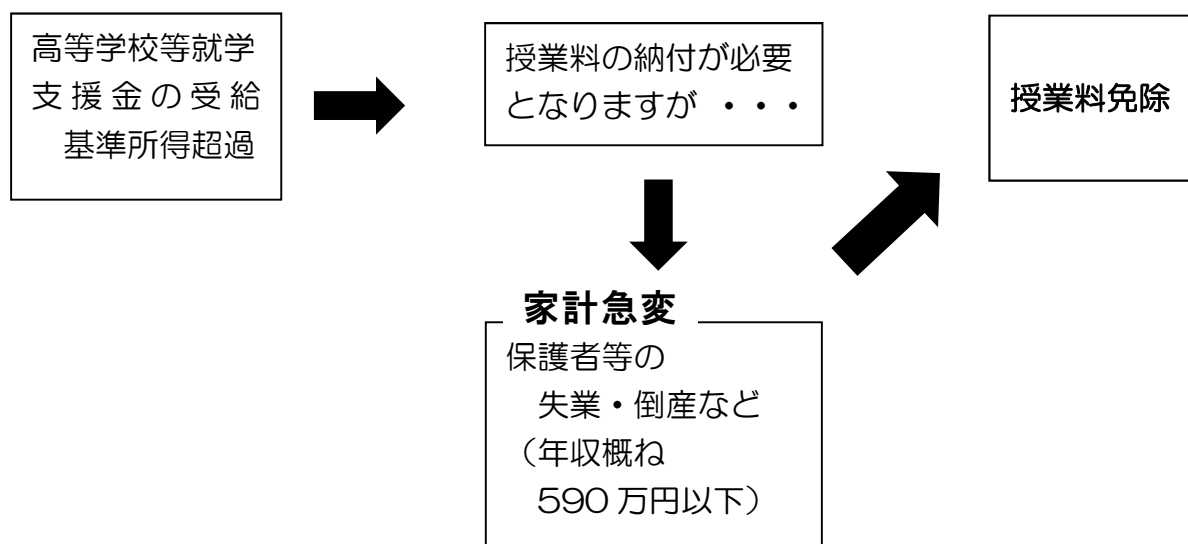 高等学校等就学
支援金の受給
基準所得超過
授業料の納付が必要
となりますが ・・・
授業料免除
家計急変
保護者等の
失業・倒産など
（年収概ね
590万円以下）